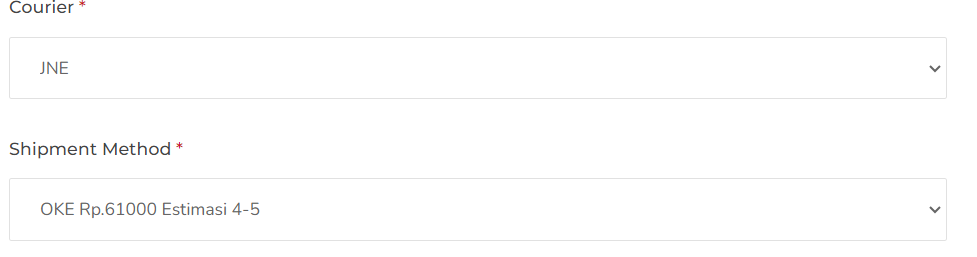 Courier *
JNE
Shipment Method *
OKE Rp.61000 Estimasi 4-5